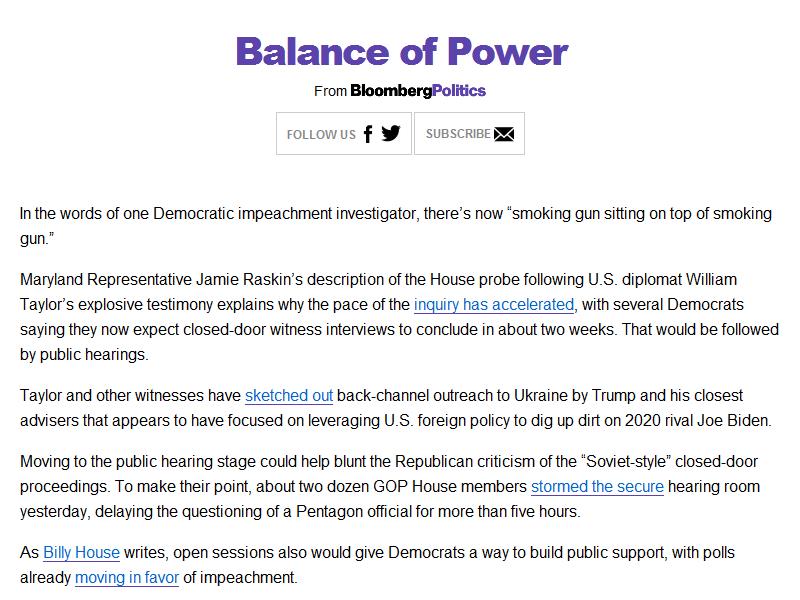 Balance of Power
From BloombergPolitics
FOLLOW US
SUBSCRIBE
In the words of one Democratic impeachment investigator, there’s now “smoking gun sitting on top of smoking
gun.”
Maryland Representative Jamie Raskin’s description of the House probe following U.S. diplomat William
Taylor’s explosive testimony explains why the pace of the inquiry has accelerated, with several Democrats
saying they now expect closed-door witness interviews to conclude in about two weeks. That would be followed
by public hearings.
Taylor and other witnesses have sketched out back-channel outreach to Ukraine by Trump and his closest
advisers that appears to have focused on leveraging U.S. foreign policy to dig up dirt on 2020 rival Joe Biden.
Moving to the public hearing stage could help blunt the Republican criticism of the “Soviet-style” closed-door
proceedings. To make their point, about two dozen GOP House members stormed the secure hearing room
yesterday, delaying the questioning of a Pentagon official for more than five hours.
As Billy House writes, open sessions also would give Democrats a way to build public support, with polls
already moving in favor of impeachment.